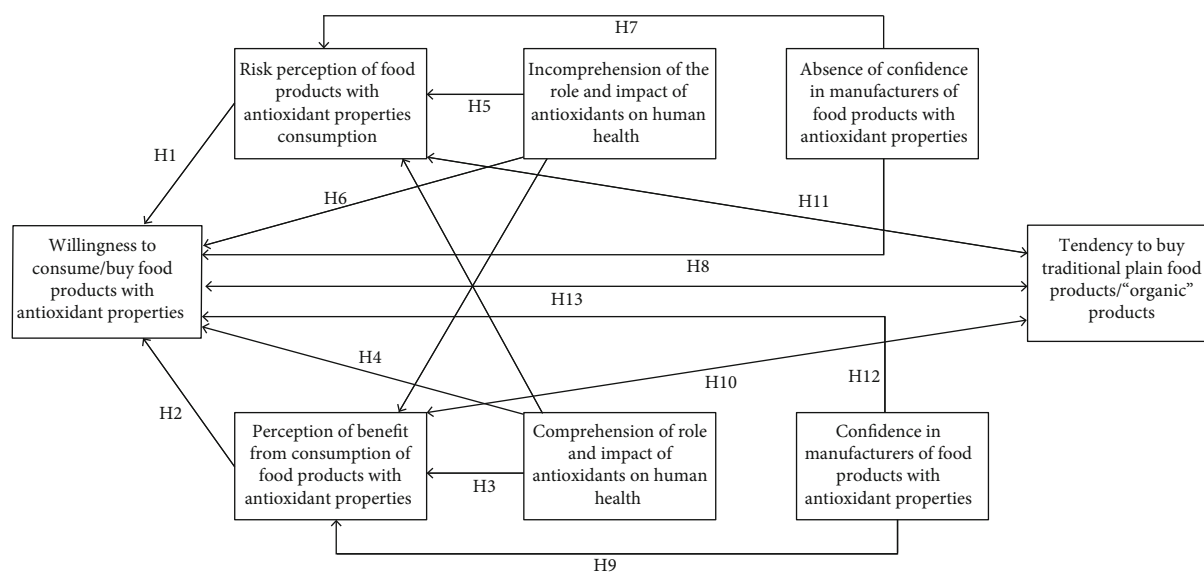 H7
Risk perception of food
products with
antioxidant properties
consumption
H5
Incomprehension of the
role and impact of
antioxidants on human
health
Absence of confidence
in manufacturers of
food products with
antioxidant properties
H1
H6
H11
Willingness to
consume/buy food
products with
antioxidant properties
H8
H13
Tendency to buy
traditional plain food
products/“organic”
products
H4
H10
H12
H2
Perception of benefit
from consumption of
food products with
antioxidant properties
H3
Comprehension of role
and impact of
antioxidants on human
health
Confidence in
manufacturers of food
products with
antioxidant properties
H9